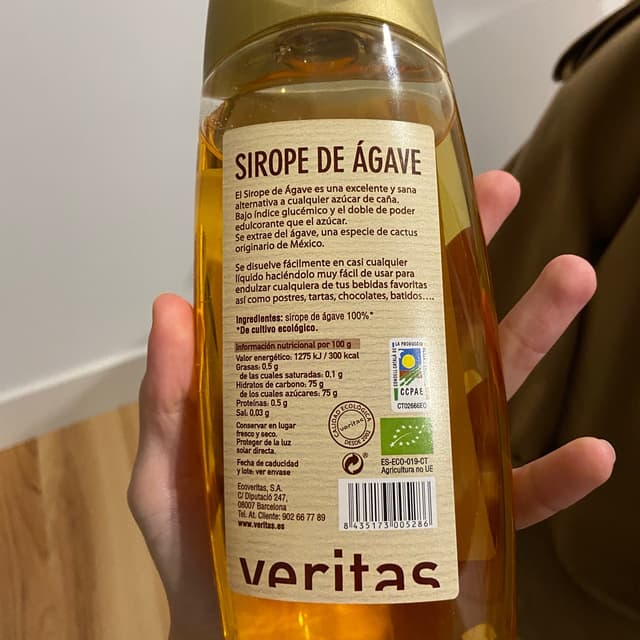 SIROPE DE ÁGAVE
El Sirope de Ágave es una excelente y sana
alternativa a cualquier azúcar de caña.
Bajo índice glucémico y el doble de poder
edulcorante que el azúcar.
Se extrae del ágave, una especie de cactus
originario de México.
Se disuelve fácilmente en casi cualquier
líquido haciéndolo muy fácil de usar para
endulzar cualquiera de tus bebidas favoritas
así como postres, tartas, chocolates, batidos....
Ingredientes: sirope de ágave 100%*
*De cultivo ecológico.
Información nutricional por 100 g
Valor energético: 1275 kJ / 300 kcal
Grasas: 0,5 g
de las cuales saturadas: 0,1 g
Hidratos de carbono: 75 g
de los cuales azúcares: 75 g
Proteínas: 0,5 g
Sal: 0,03 g
Conservar en lugar
fresco y seco.
Proteger de la luz
solar directa.
Fecha de caducidad
y lote: ver envase
Ecoveritas, S.A.
C/ Diputació 247,
08007 Barcelona
Tel. At. Cliente: 902 66 77 89
www.veritas.es
CCPAE
CT02666EC
CALIDAD ECOLÓGICA
veritas
DESDE 2002
ES-ECO-019-CT
Agricultura no UE
8 435173 005286
veritas